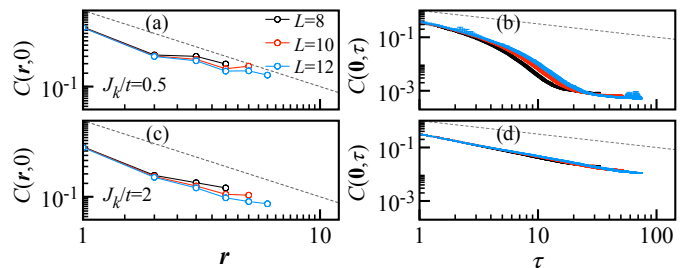 (a)
L=8
L=10
L=12
C(r,0)
10⁻¹
J_k/t=0.5
(b)
C(0,τ)
10⁻¹
10⁻³
(c)
C(r,0)
10⁻¹
J_k/t=2
1
10
r
(d)
C(0,τ)
10⁻¹
10⁻³
1
10
100
τ